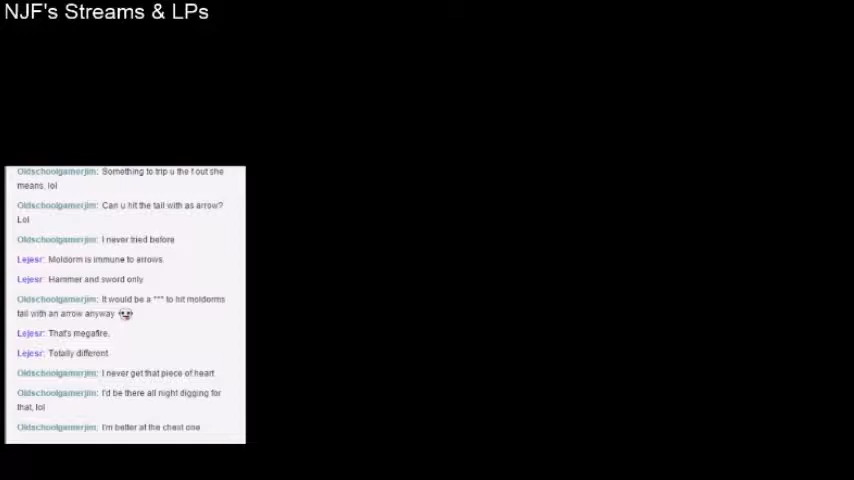 NJF's Streams & LPs
Oldschoolgamerjim: Something to trip u the f out she
means, lol
Oldschoolgamerjim: Can u hit the tail with as arrow?
Lol
Oldschoolgamerjim: I never tried before
Lejesr: Moldorm is immune to arrows.
Lejesr: Hammer and sword only.
Oldschoolgamerjim: It would be a *** to hit moldorms
tail with an arrow anyway
Lejesr: That's megafire.
Lejesr: Totally different.
Oldschoolgamerjim: I never get that piece of heart
Oldschoolgamerjim: I'd be there all night digging for
that, lol
Oldschoolgamerjim: I'm better at the chest one